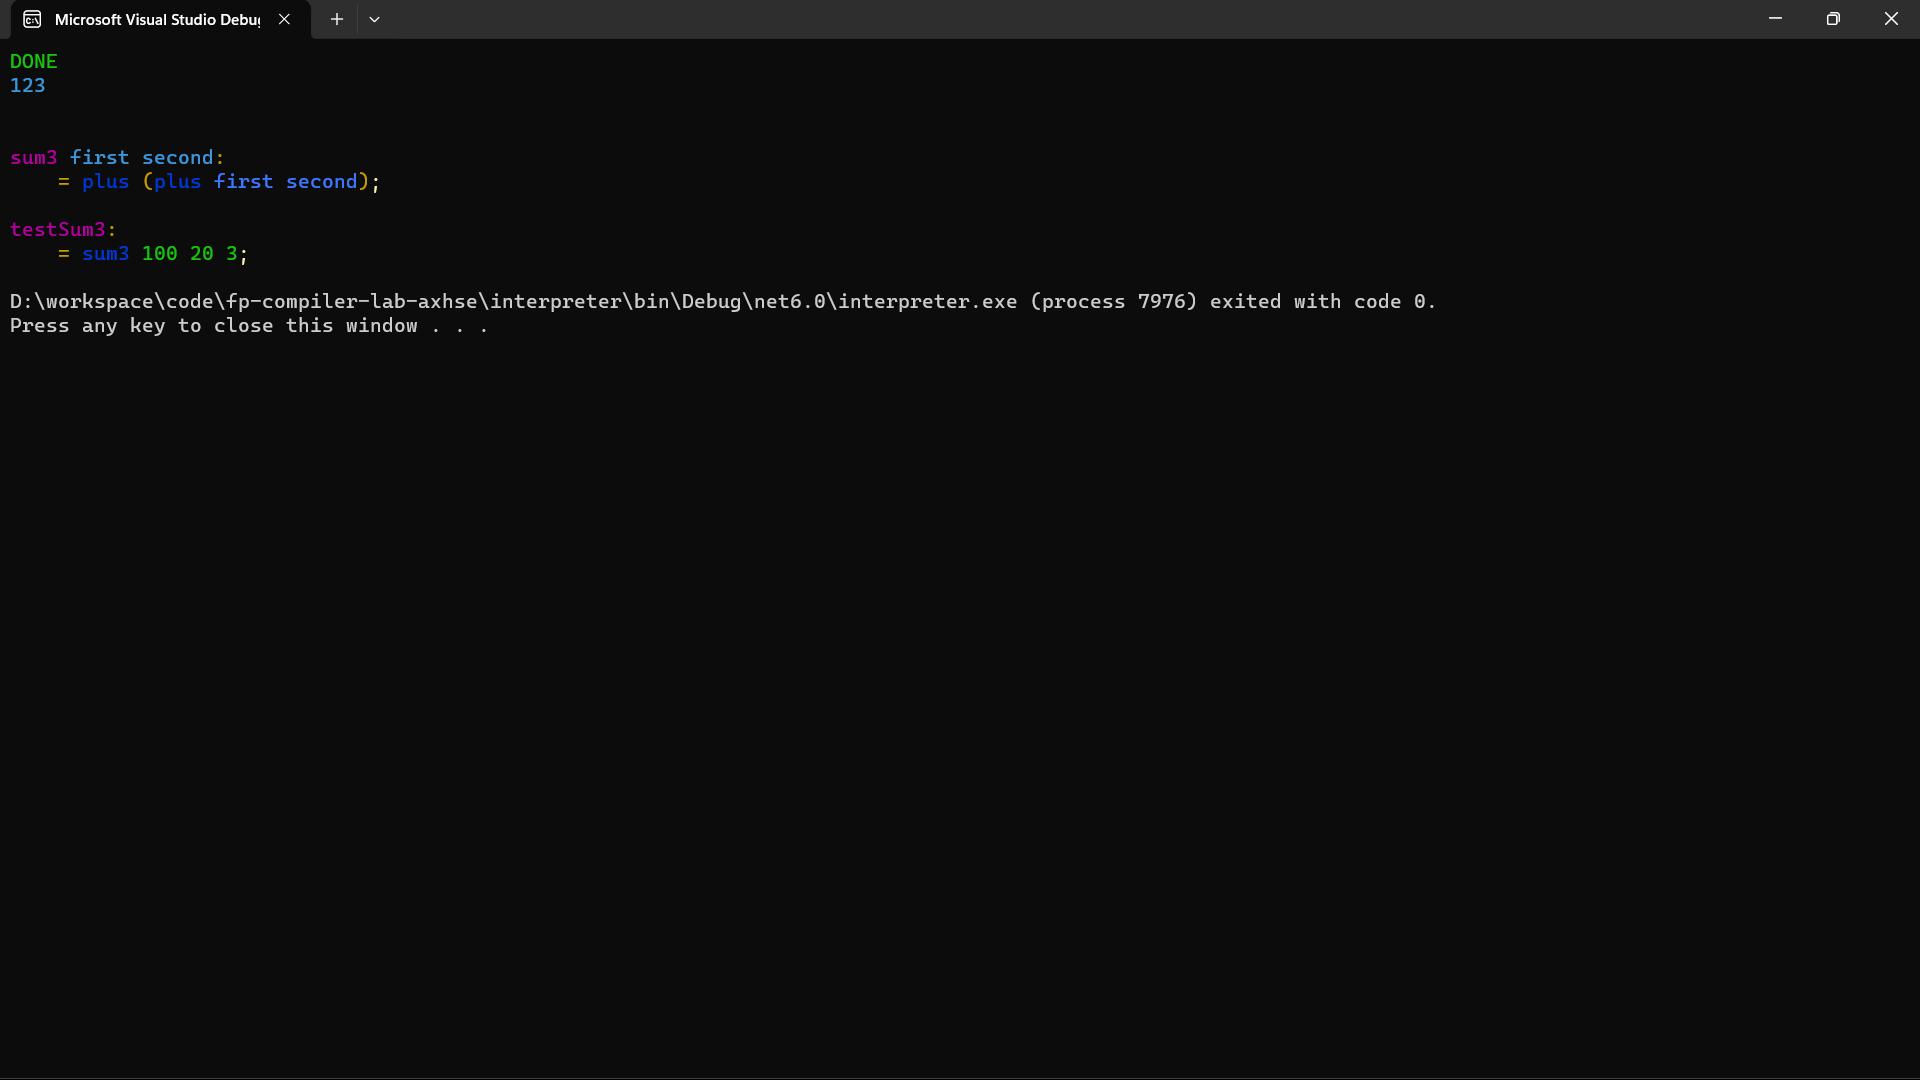 Microsoft Visual Studio Debug
DONE
123
sum3 first second:
    = plus (plus first second);
testSum3:
    = sum3 100 20 3;
D:\workspace\code\fp-compiler-lab-axhse\interpreter\bin\Debug\net6.0\interpreter.exe (process 7976) exited with code 0.
Press any key to close this window . . .